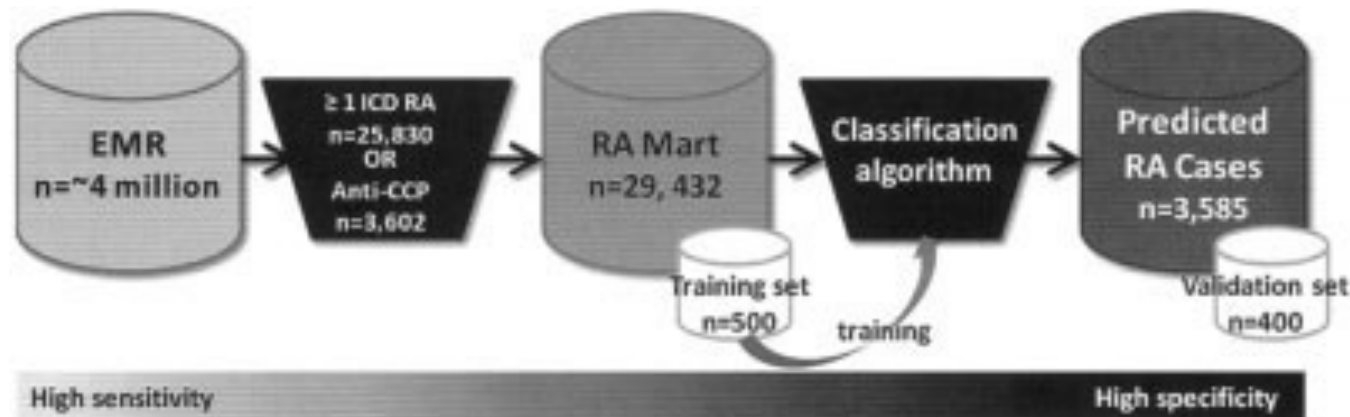 EMR
n=~4 million
≥ 1 ICD RA
n=25,830
OR
Anti-CCP
n=3,602
RA Mart
n=29, 432
Training set
n=500
training
Classification
algorithm
Predicted
RA Cases
n=3,585
Validation set
n=400
High sensitivity
High specificity